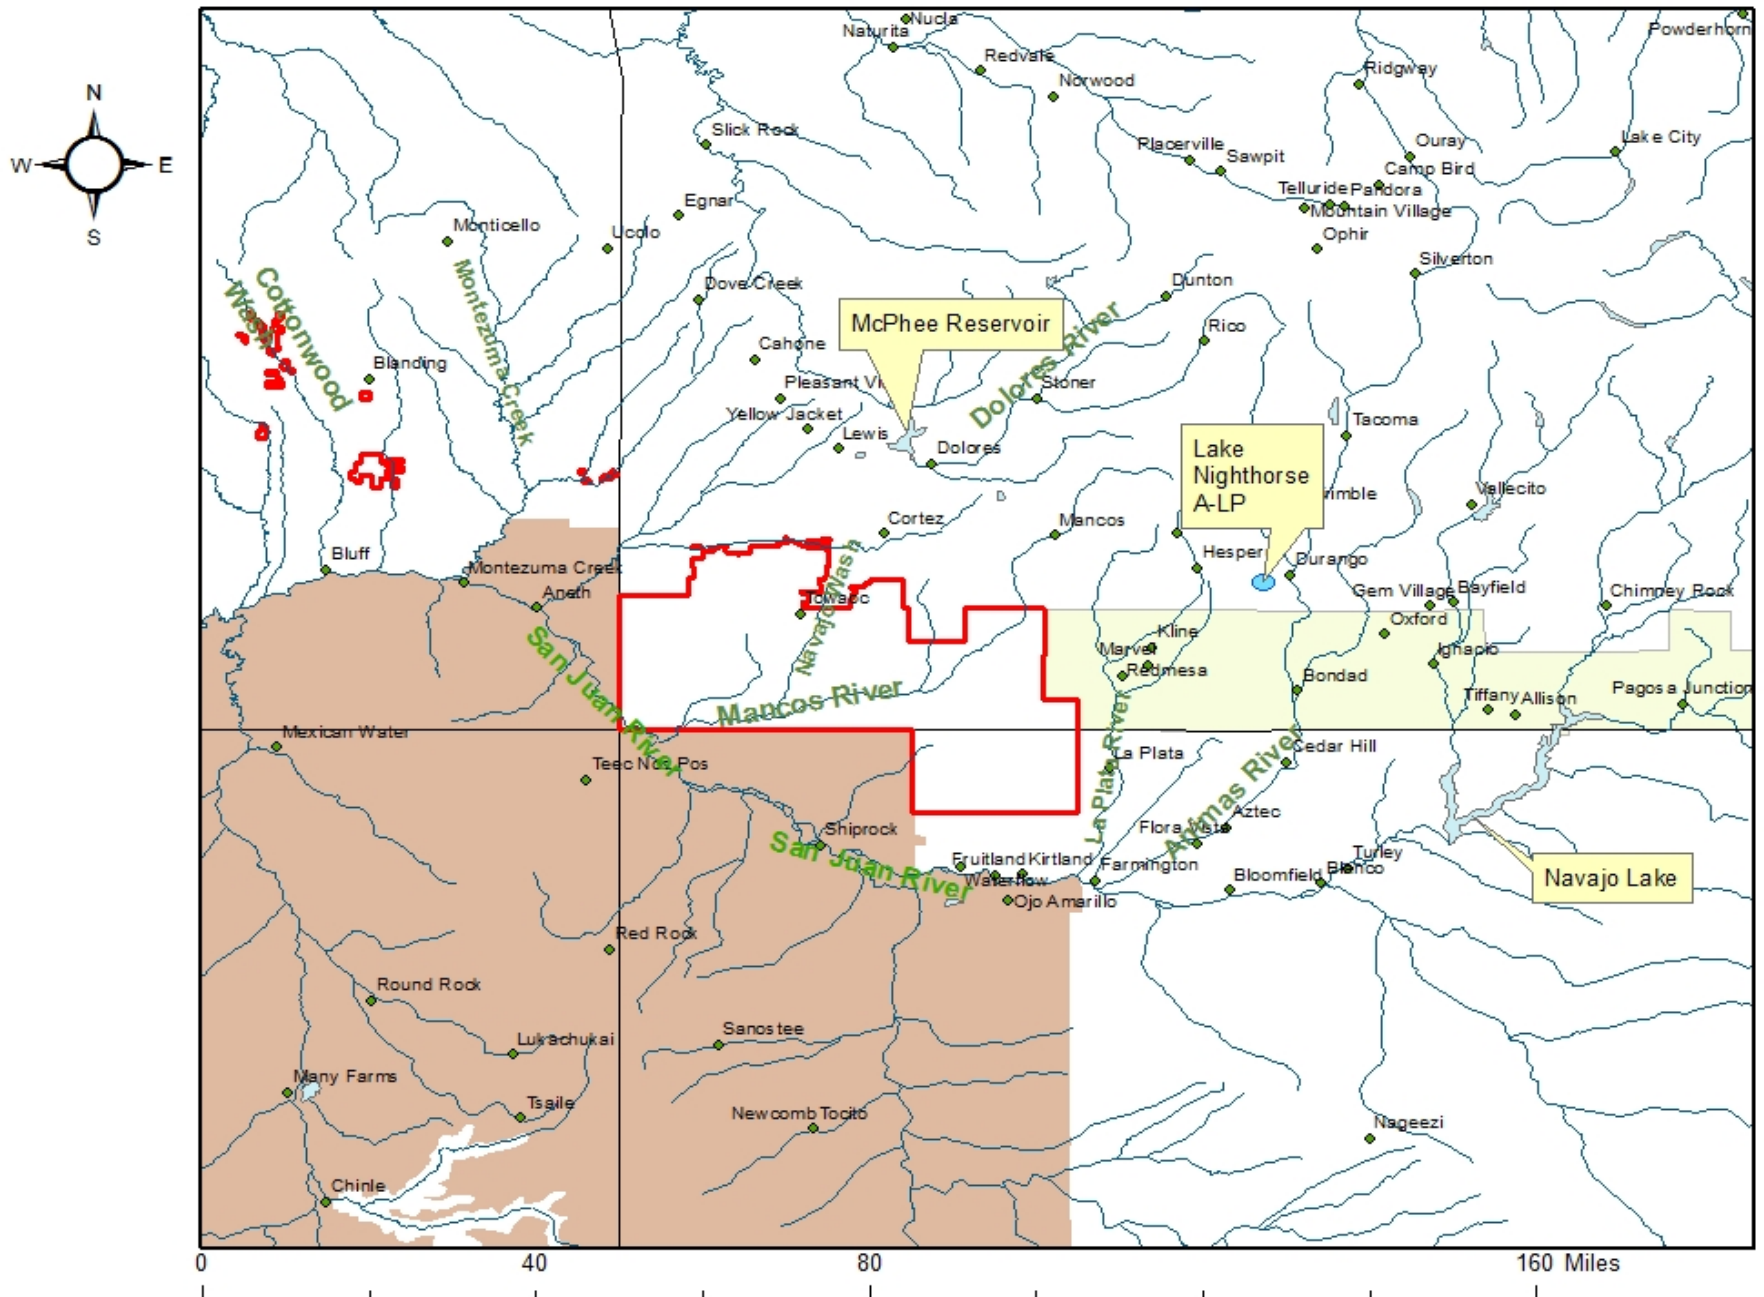 Nucla
Naturita
Powderhorn
Redvale
Ridgway
Norwood
N
W
E
S
Slick Rock
Placerville
Sawpit
Ouray
Lake City
Camp Bird
Telluride
Pandora
Mountain Village
Egnar
Monticello
Ucolo
Ophir
Silverton
Cottonwood
Wash
Montezuma Creek
Dove Creek
Dunton
McPhee Reservoir
Dolores River
Rico
Cahone
Blanding
Pleasant Vi
Stoner
Yellow Jacket
Lewis
Dolores
Tacoma
Lake
Nighthorse
A-LP
rimble
Vallecito
Cortez
Mancos
Bluff
Montezuma Creek
Hesper
Durango
Aneth
Towaoc
Navajo Wash
Gem Village
Bayfield
Chimney Rock
Oxford
Kline
Marvel
Redmesa
Ignacio
San Juan River
Mancos River
Bondad
Tiffany
Allison
Pagosa Junction
Mexican Water
Teec Nos Pos
La Plata River
La Plata
Cedar Hill
Animas River
Aztec
Flora Vista
Shiprock
San Juan River
Fruitland
Kirtland
Farmington
Waterflow
Ojo Amarillo
Bloomfield
Blanco
Turley
Navajo Lake
Red Rock
Round Rock
Lukachukai
Sanostee
Many Farms
Tsaile
Newcomb
Tocito
Nageezi
Chinle
0 40 80 160 Miles